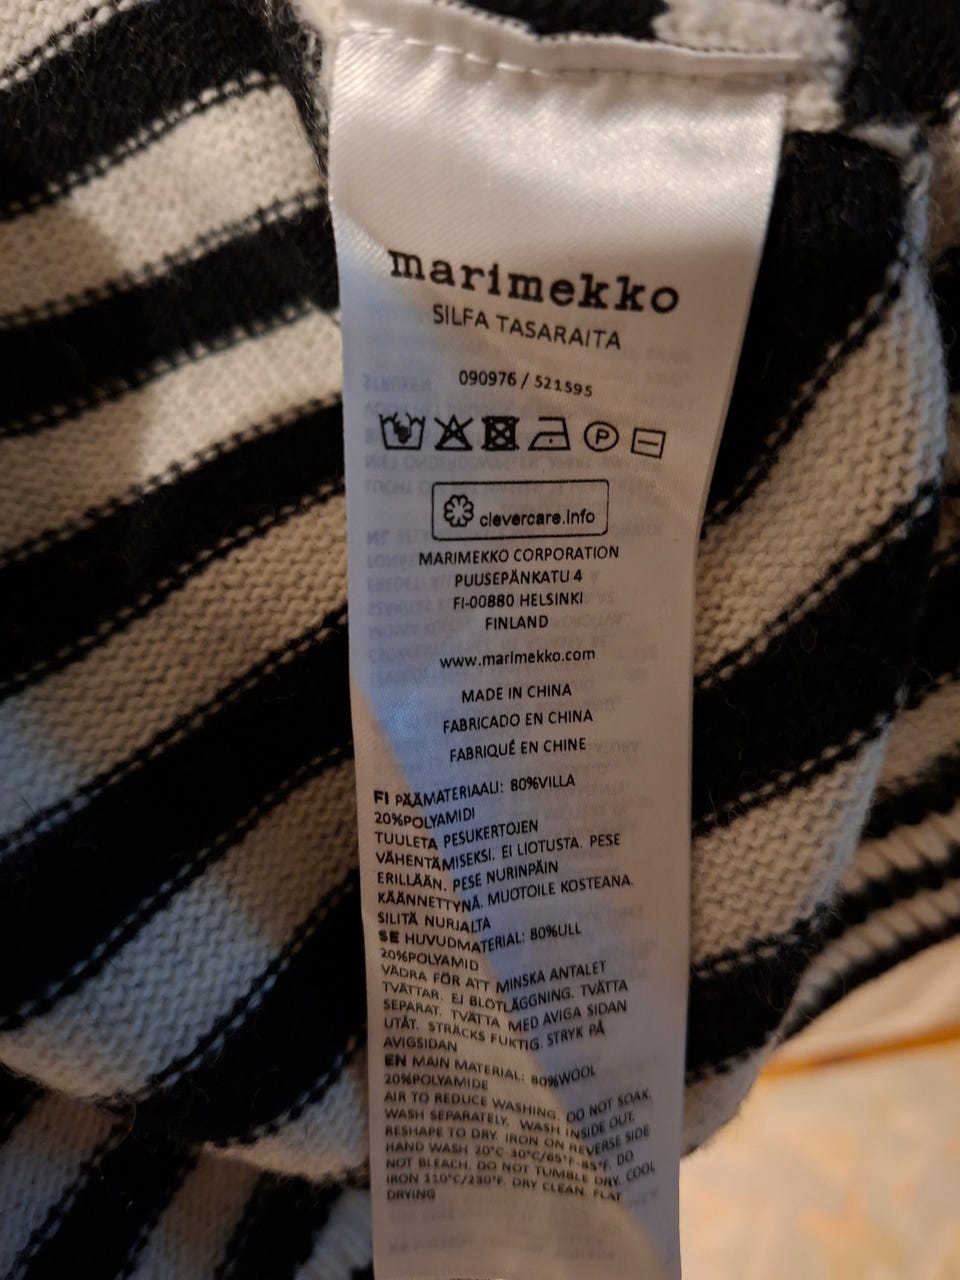 marimekko
SILFA TASARAITA
090976 / 521595
P
clevercare.info
MARIMEKKO CORPORATION
PUUSEPÄNKATU 4
FI-00880 HELSINKI
FINLAND
www.marimekko.com
MADE IN CHINA
FABRICADO EN CHINA
FABRIQUÉ EN CHINE
FI PÄÄMATERIAALI: 80%VILLA
20%POLYAMIDI
TUULETA PESUKERTOJEN
VÄHENTÄMISEKSI. EI LIOTUSTA. PESE
ERILLÄÄN. PESE NURINPÄIN
KÄÄNNETTYNÄ. MUOTOILE KOSTEANA.
SILITÄ NURJALTA
SE HUVUDMATERIAL: 80%ULL
20%POLYAMID
VÄDRA FÖR ATT MINSKA ANTALET
TVÄTTAR. EJ BLÖTLÄGGNING. TVÄTTA
SEPARAT. TVÄTTA MED AVIGA SIDAN
UTÅT. STRÄCKS FUKTIG. STRYK PÅ
AVIGSIDAN
EN MAIN MATERIAL: 80%WOOL
20%POLYAMIDE
AIR TO REDUCE WASHING. DO NOT SOAK.
WASH SEPARATELY. WASH INSIDE OUT.
RESHAPE TO DRY. IRON ON REVERSE SIDE
HAND WASH 20°C-30°C/65°F-85°F. DO
NOT BLEACH. DO NOT TUMBLE DRY. COOL
IRON 110°C/230°F. DRY CLEAN. FLAT
DRYING